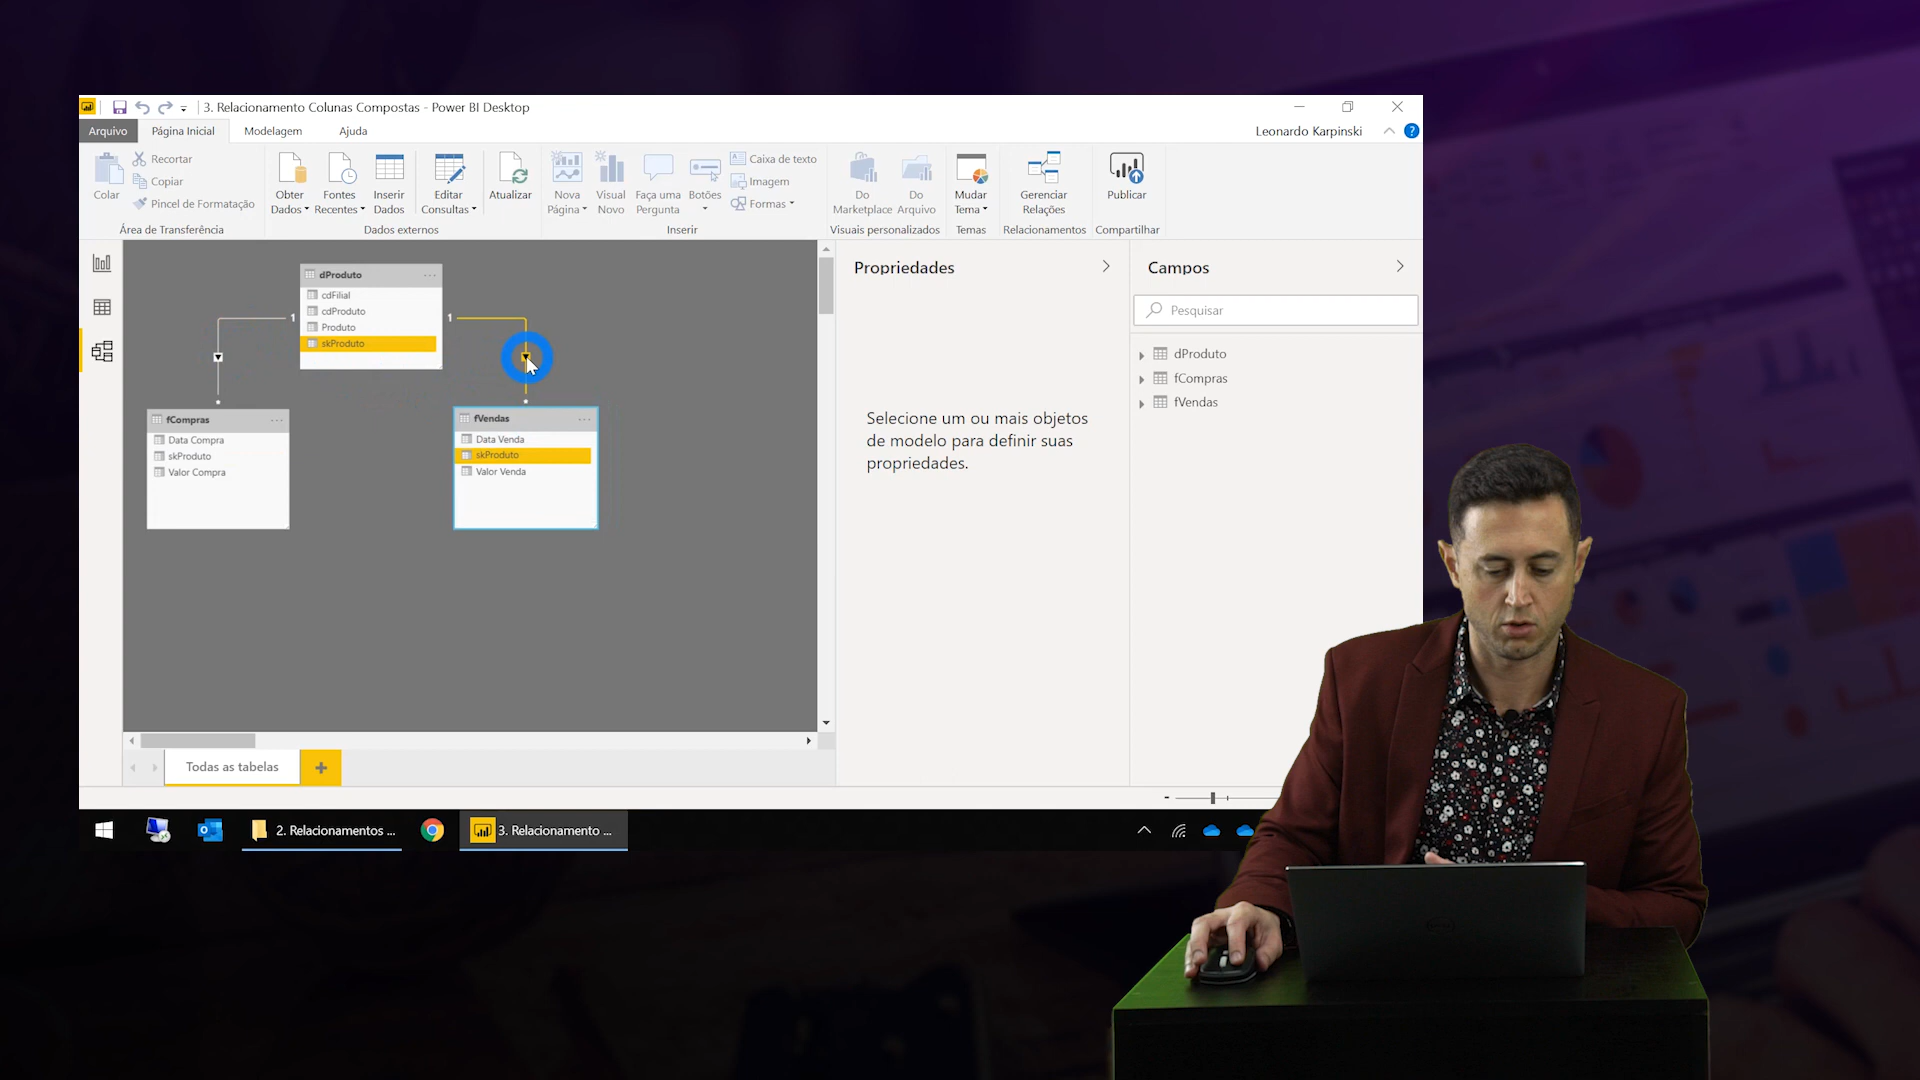 3. Relacionamento Colunas Compostas - Power BI Desktop
Arquivo
Página Inicial
Modelagem
Ajuda
Leonardo Karpinski
?
Colar
Recortar
Copiar
Pincel de Formatação
Área de Transferência
Obter Dados
Fontes Recentes
Inserir Dados
Editar Consultas
Atualizar
Dados externos
Nova Página
Visual Novo
Faça uma Pergunta
Botões
Caixa de texto
Imagem
Formas
Inserir
Do Marketplace
Do Arquivo
Visuais personalizados
Mudar Tema
Temas
Gerenciar Relações
Relacionamentos
Publicar
Compartilhar
dProduto
cdFilial
cdProduto
Produto
skProduto
1
1
*
*
fCompras
Data Compra
skProduto
Valor Compra
fVendas
Data Venda
skProduto
Valor Venda
Propriedades
Selecione um ou mais objetos
de modelo para definir suas
propriedades.
Campos
Pesquisar
dProduto
fCompras
fVendas
Todas as tabelas
+
2. Relacionamentos ...
3. Relacionamento ...